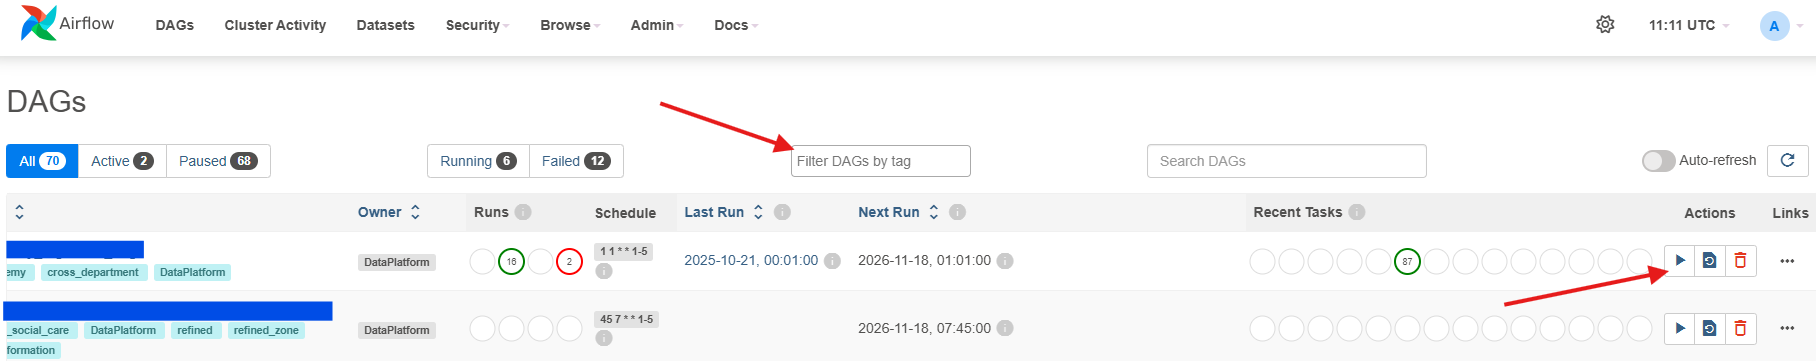 Airflow DAGs Cluster Activity Datasets Security Browse Admin Docs 11:11 UTC A
DAGs
All 70 Active 2 Paused 68 Running 6 Failed 12 Filter DAGs by tag Search DAGs Auto-refresh
Owner Runs Schedule Last Run Next Run Recent Tasks Actions Links
DataPlatform 16 2 1 1 * * 1-5 2025-10-21, 00:01:00 2026-11-18, 01:01:00 87
emy cross_department DataPlatform
DataPlatform 45 7 * * 1-5 2026-11-18, 07:45:00
_social_care DataPlatform refined refined_zone
formation